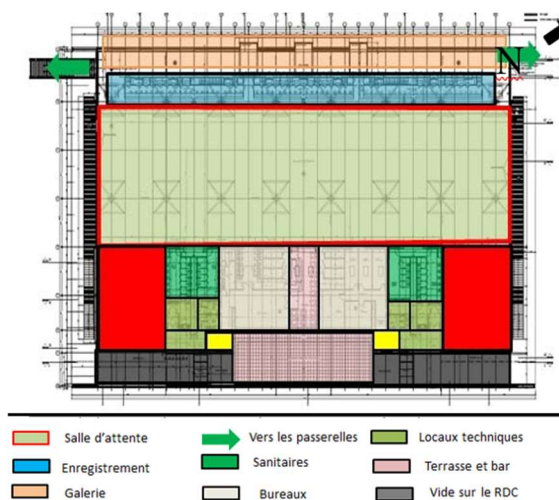 N
Salle d'attente
Vers les passerelles
Locaux techniques
Enregistrement
Sanitaires
Terrasse et bar
Galerie
Bureaux
Vide sur le RDC